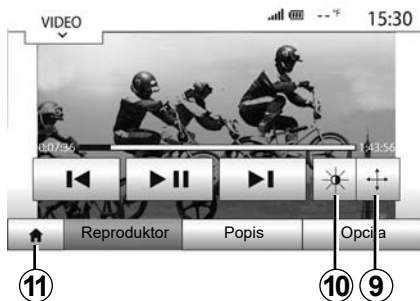 VIDEO
--°F 15:30
0:07:36 1:43:56
Reproduktor Popis Opcija
11 10 9